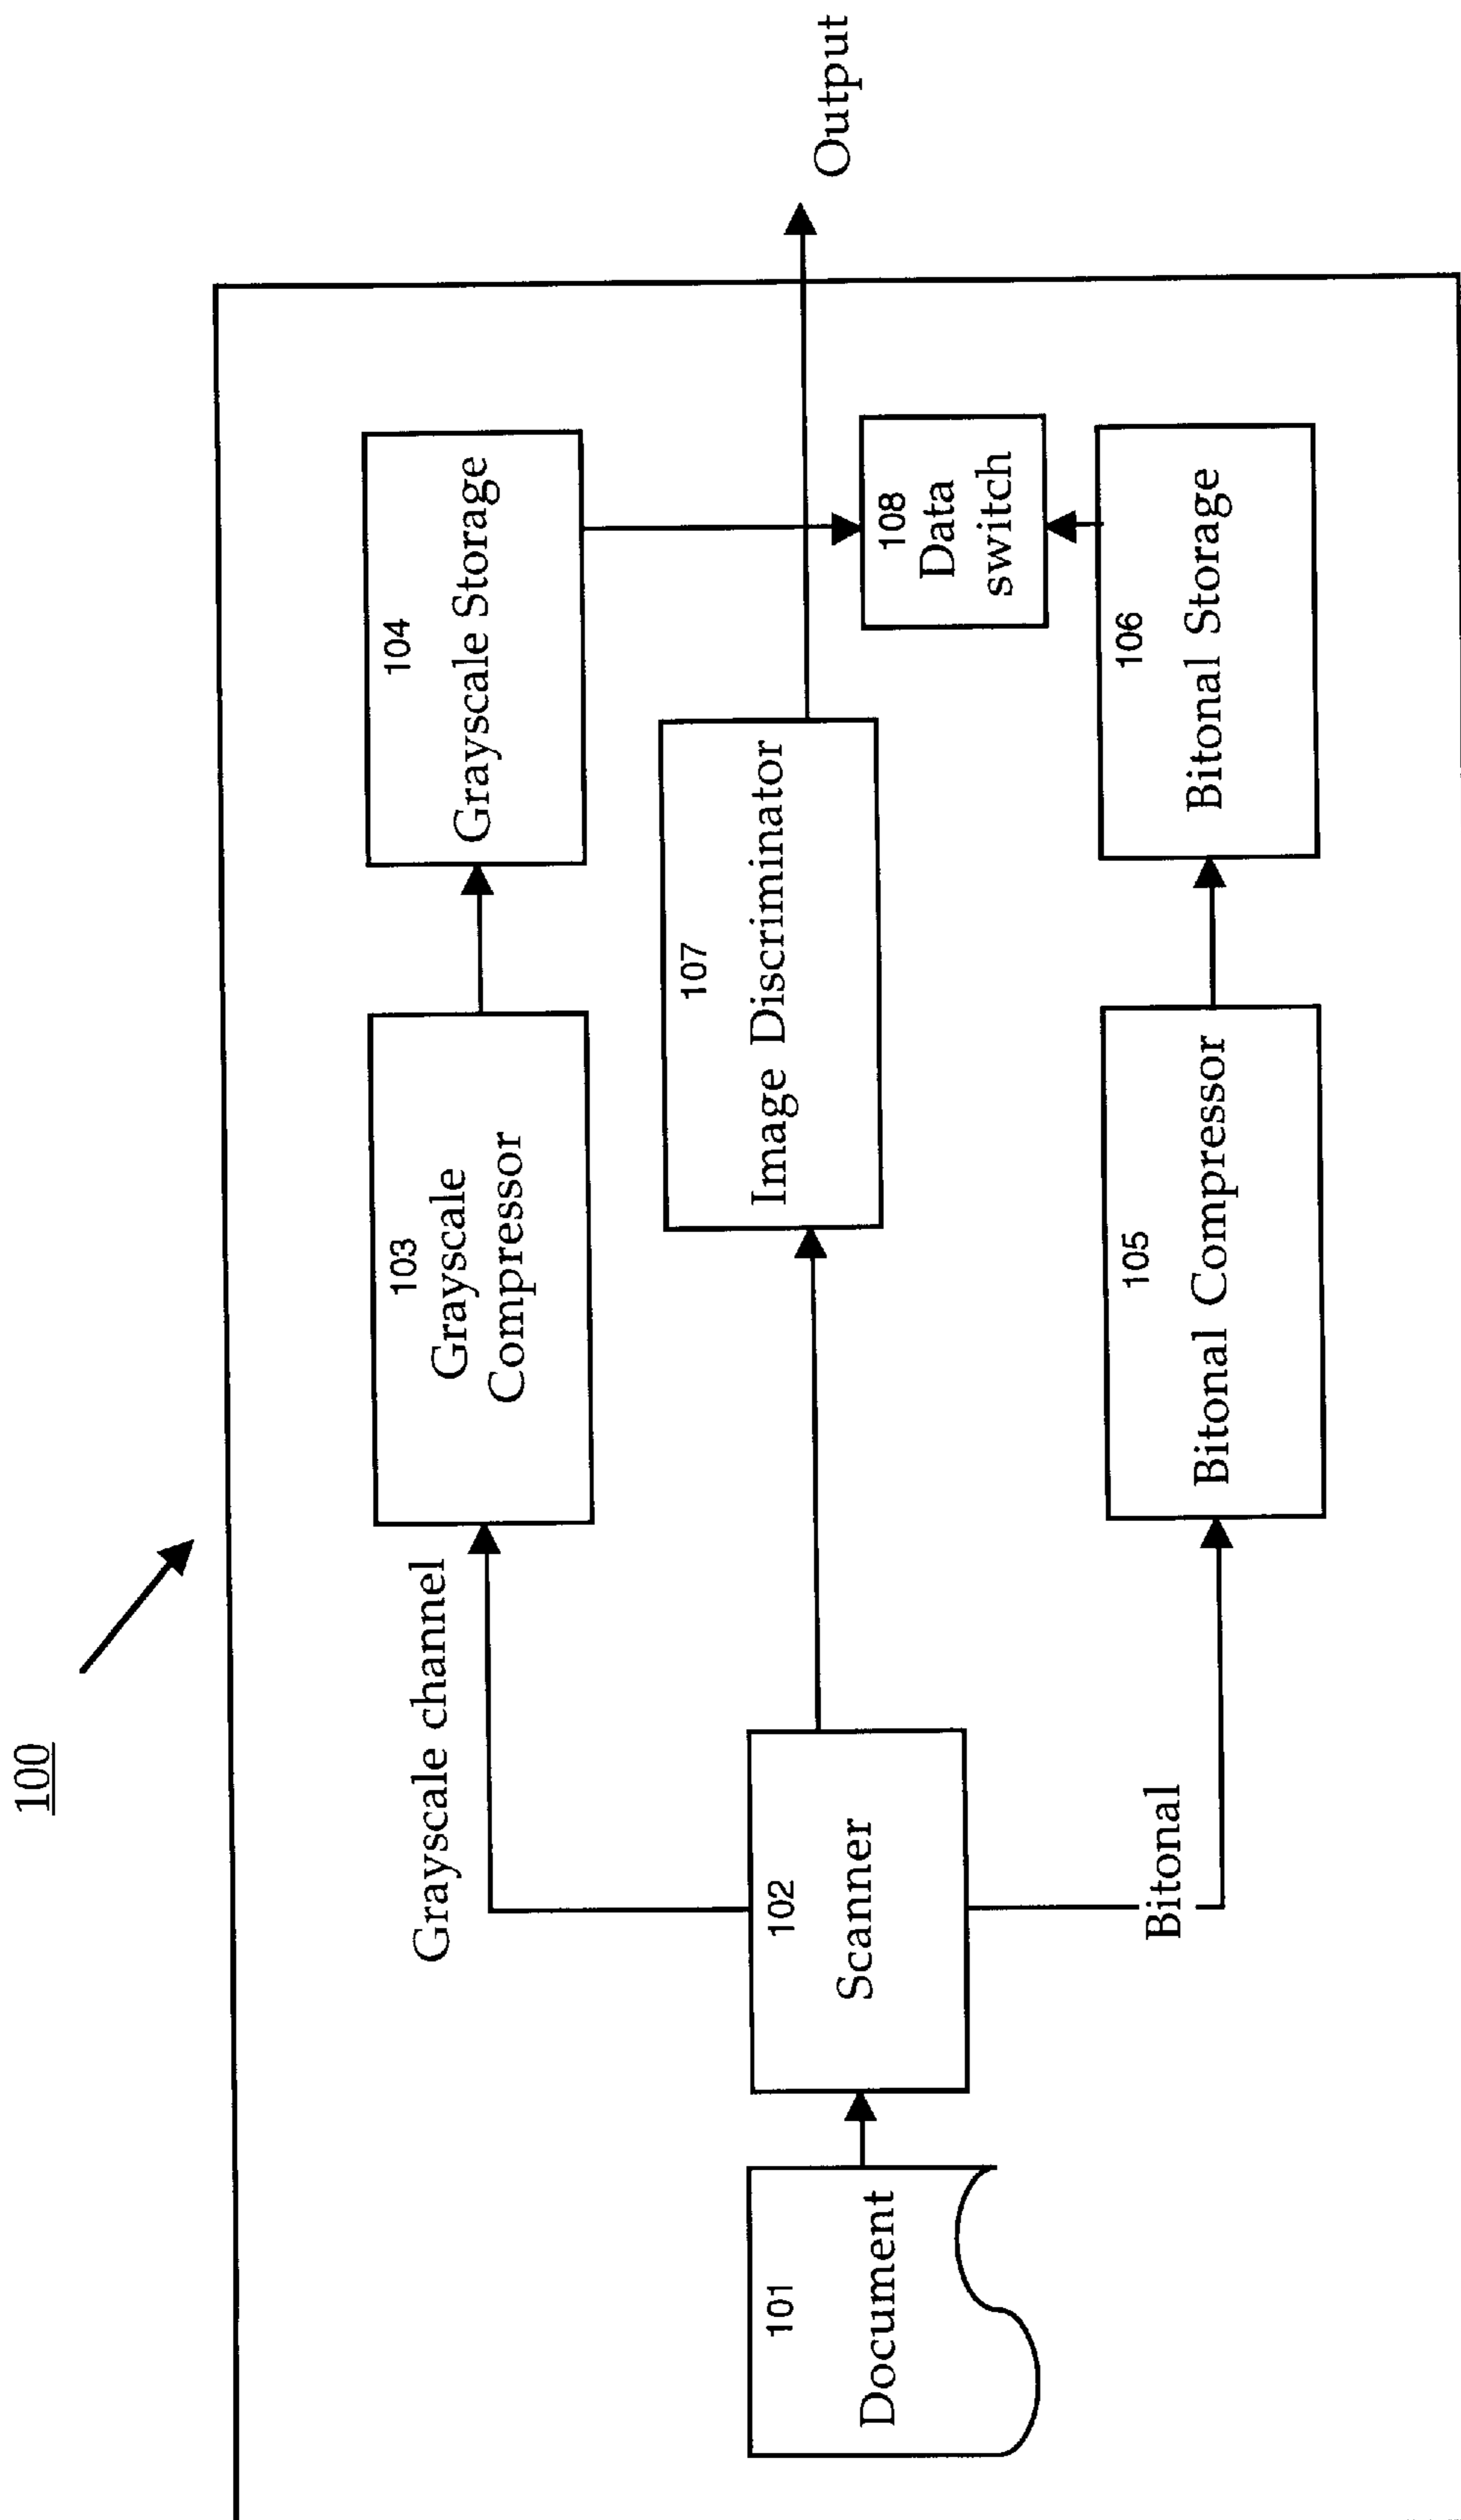 100
Grayscale channel
103
Grayscale
Compressor
104
Grayscale Storage
101
Document
102
Scanner
107
Image Discriminator
Output
108
Data
switch
Bitonal
105
Bitonal Compressor
106
Bitonal Storage